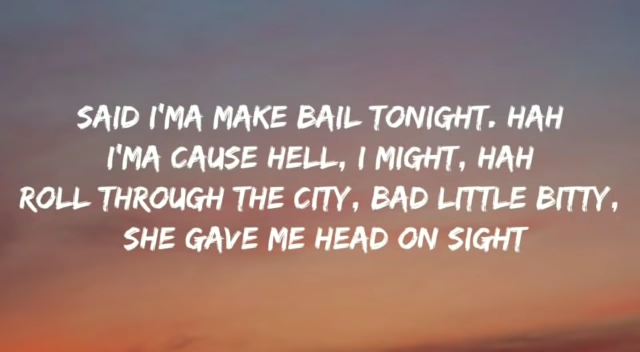 SAID I'MA MAKE BAIL TONIGHT. HAH
I'MA CAUSE HELL, I MIGHT, HAH
ROLL THROUGH THE CITY, BAD LITTLE BITTY,
SHE GAVE ME HEAD ON SIGHT